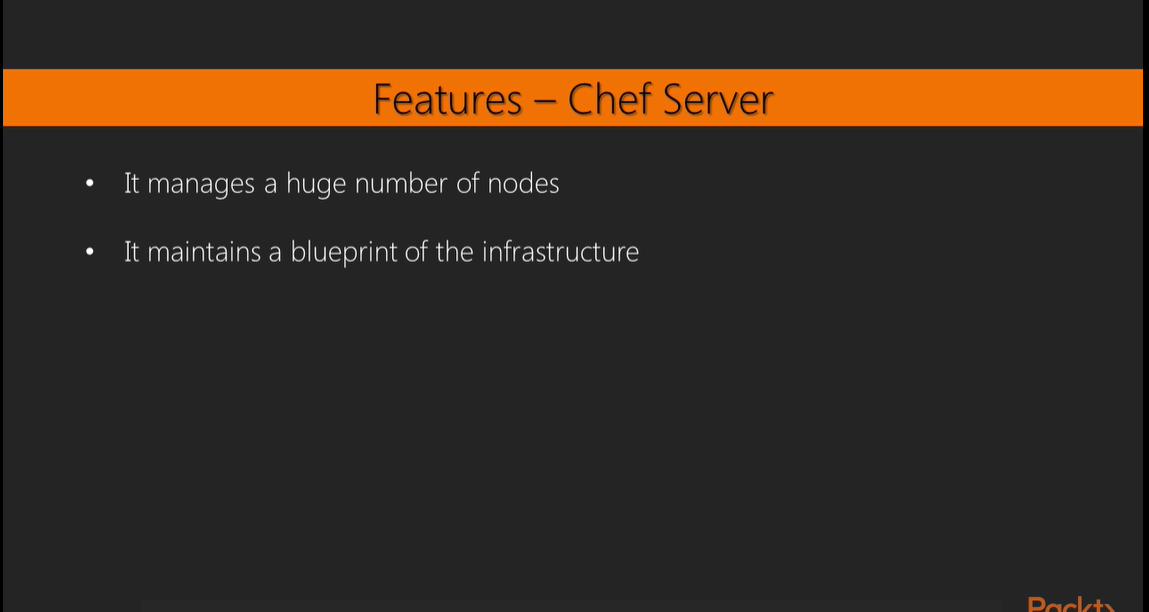 Features – Chef Server
• It manages a huge number of nodes
• It maintains a blueprint of the infrastructure
Packt>